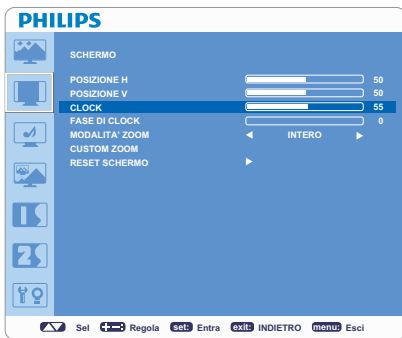 PHILIPS
SCHERMO
POSIZIONE H 50
POSIZIONE V 50
CLOCK 55
FASE DI CLOCK 0
MODALITA' ZOOM INTERO
CUSTOM ZOOM
RESET SCHERMO
Sel Regola set: Entra exit: INDIETRO menu: Esci